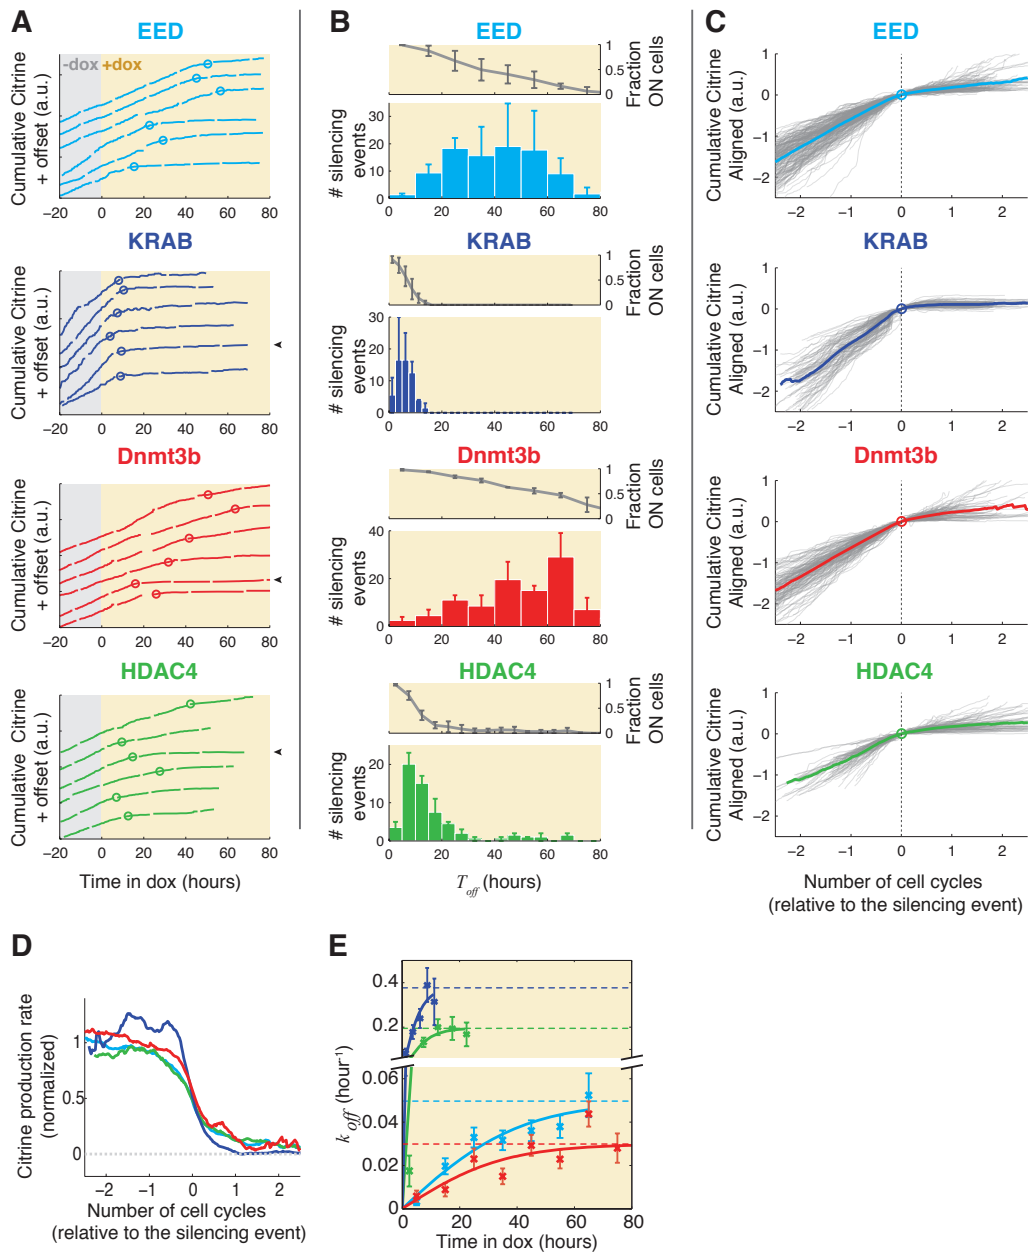 A
EED
-dox +dox
Cumulative Citrine
+ offset (a.u.)
−20 0 20 40 60 80
KRAB
Cumulative Citrine
+ offset (a.u.)
−20 0 20 40 60 80
Dnmt3b
Cumulative Citrine
+ offset (a.u.)
−20 0 20 40 60 80
HDAC4
Cumulative Citrine
+ offset (a.u.)
−20 0 20 40 60 80
Time in dox (hours)
B
EED
1
0.5
0
Fraction
ON cells
30
20
10
0
# silencing
events
0 20 40 60 80
KRAB
1
0.5
0
Fraction
ON cells
30
20
10
0
# silencing
events
0 20 40 60 80
Dnmt3b
1
0.5
0
Fraction
ON cells
40
20
0
# silencing
events
0 20 40 60 80
HDAC4
1
0.5
0
Fraction
ON cells
20
10
0
# silencing
events
0 20 40 60 80
Toff (hours)
C
EED
Cumulative Citrine
Aligned (a.u.)
1
0
−1
−2
−2 −1 0 1 2
KRAB
Cumulative Citrine
Aligned (a.u.)
1
0
−1
−2
−2 −1 0 1 2
Dnmt3b
Cumulative Citrine
Aligned (a.u.)
1
0
−1
−2
−2 −1 0 1 2
HDAC4
Cumulative Citrine
Aligned (a.u.)
1
0
−1
−2
−2 −1 0 1 2
Number of cell cycles
(relative to the silencing event)
D
Citrine production rate
(normalized)
1
0.5
0
−2 −1 0 1 2
Number of cell cycles
(relative to the silencing event)
E
koff (hour-1)
0.4
0.2
0.06
0.04
0.02
0
0 20 40 60 80
Time in dox (hours)